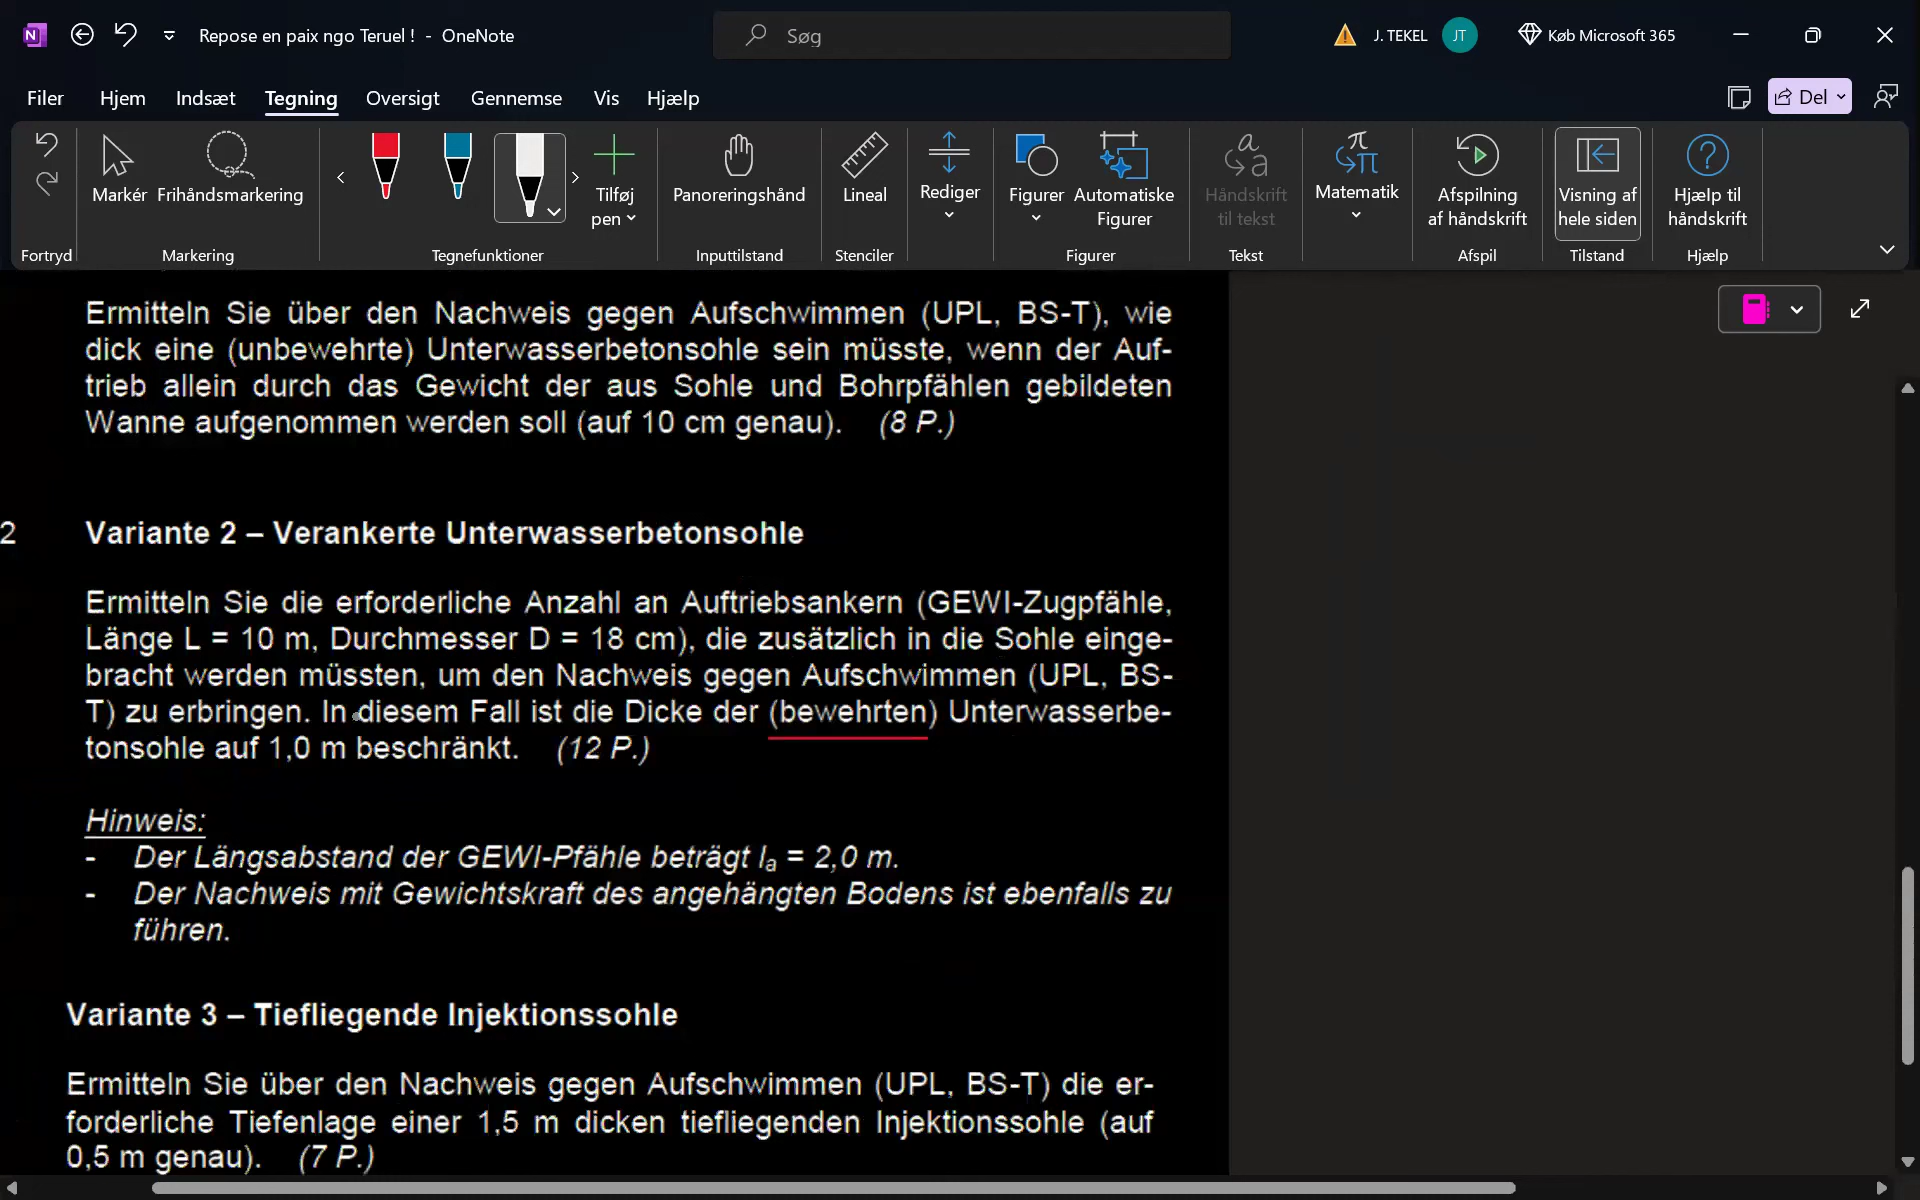 Repose en paix ngo Teruel ! - OneNote
Søg
J. TEKEL
JT
Køb Microsoft 365
Filer
Hjem
Indsæt
Tegning
Oversigt
Gennemse
Vis
Hjælp
Del
Markér
Frihåndsmarkering
Tilføj
pen
Panoreringshånd
Lineal
Rediger
Figurer
Automatiske
Figurer
Håndskrift
til tekst
Matematik
Afspilning
af håndskrift
Visning af
hele siden
Hjælp til
håndskrift
Fortryd
Markering
Tegnefunktioner
Inputtilstand
Stenciler
Figurer
Tekst
Afspil
Tilstand
Hjælp
Ermitteln Sie über den Nachweis gegen Aufschwimmen (UPL, BS-T), wie
dick eine (unbewehrte) Unterwasserbetonsohle sein müsste, wenn der Auf-
trieb allein durch das Gewicht der aus Sohle und Bohrpfählen gebildeten
Wanne aufgenommen werden soll (auf 10 cm genau). (8 P.)
2 Variante 2 – Verankerte Unterwasserbetonsohle
Ermitteln Sie die erforderliche Anzahl an Auftriebsankern (GEWI-Zugpfähle,
Länge L = 10 m, Durchmesser D = 18 cm), die zusätzlich in die Sohle einge-
bracht werden müssten, um den Nachweis gegen Aufschwimmen (UPL, BS-
T) zu erbringen. In diesem Fall ist die Dicke der (bewehrten) Unterwasserbe-
tonsohle auf 1,0 m beschränkt. (12 P.)
Hinweis:
- Der Längsabstand der GEWI-Pfähle beträgt la = 2,0 m.
- Der Nachweis mit Gewichtskraft des angehängten Bodens ist ebenfalls zu
führen.
Variante 3 – Tiefliegende Injektionssohle
Ermitteln Sie über den Nachweis gegen Aufschwimmen (UPL, BS-T) die er-
forderliche Tiefenlage einer 1,5 m dicken tiefliegenden Injektionssohle (auf
0,5 m genau). (7 P.)